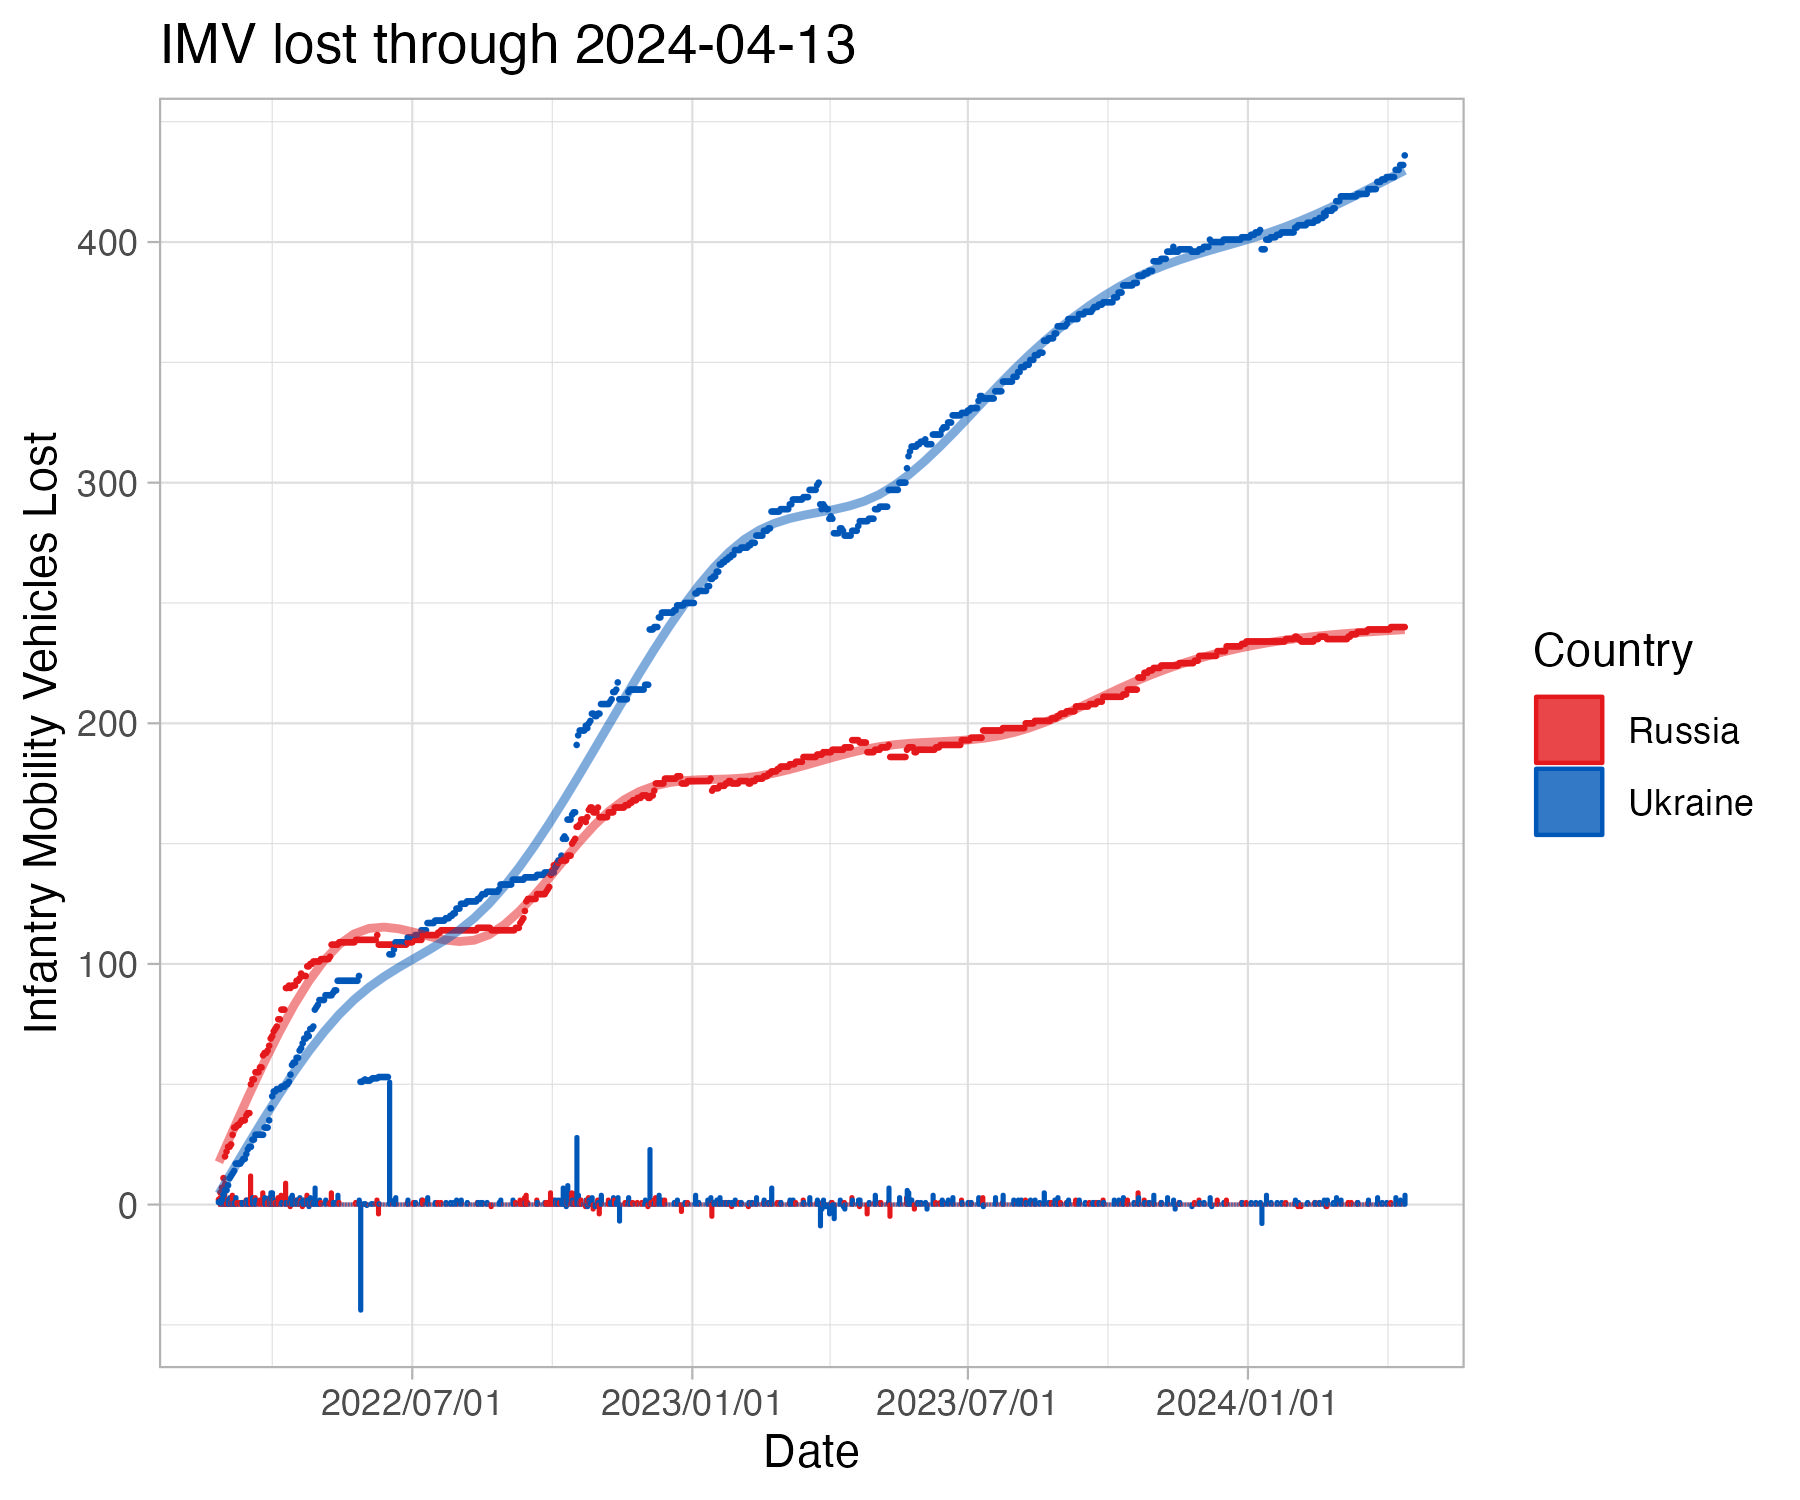 IMV lost through 2024-04-13
Infantry Mobility Vehicles Lost
400
300
200
100
0
2022/07/01
2023/01/01
2023/07/01
2024/01/01
Date
Country
Russia
Ukraine